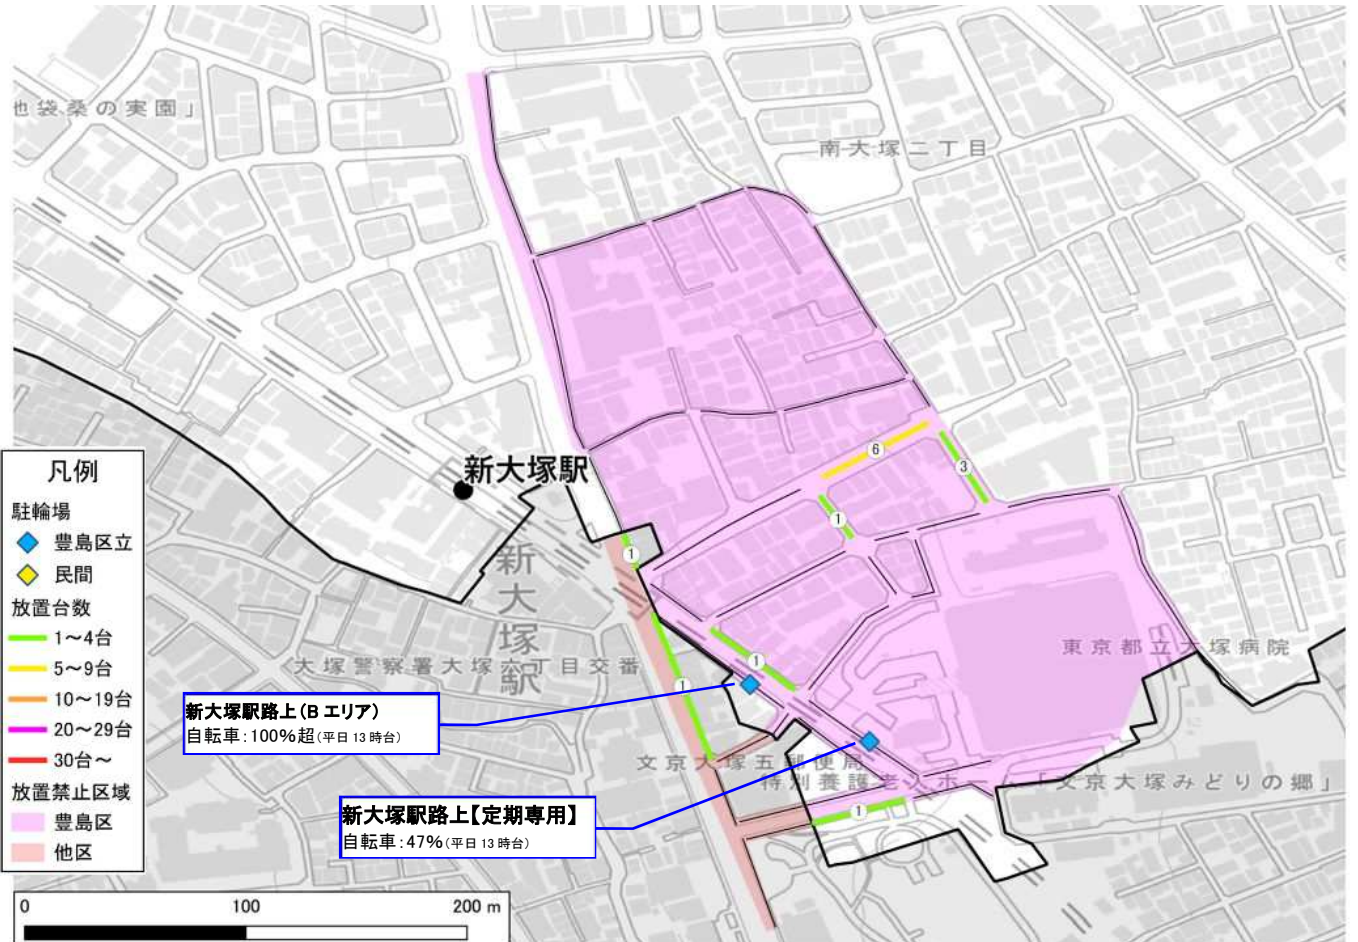 池袋桑の実園」
南大塚二丁目
新大塚駅
6
3
1
1
新大塚駅
凡例
駐輪場
豊島区立
民間
放置台数
1～4台
5～9台
10～19台
20～29台
30台～
放置禁止区域
豊島区
他区
大塚警察署大塚六丁目交番
東京都立大塚病院
1
1
新大塚駅路上（Bエリア）
自転車：100%超（平日13時台）
文京大塚五郵便局
特別養護老人ホーム「文京大塚みどりの郷」
新大塚駅路上【定期専用】
自転車：47%（平日13時台）
1
0 100 200 m